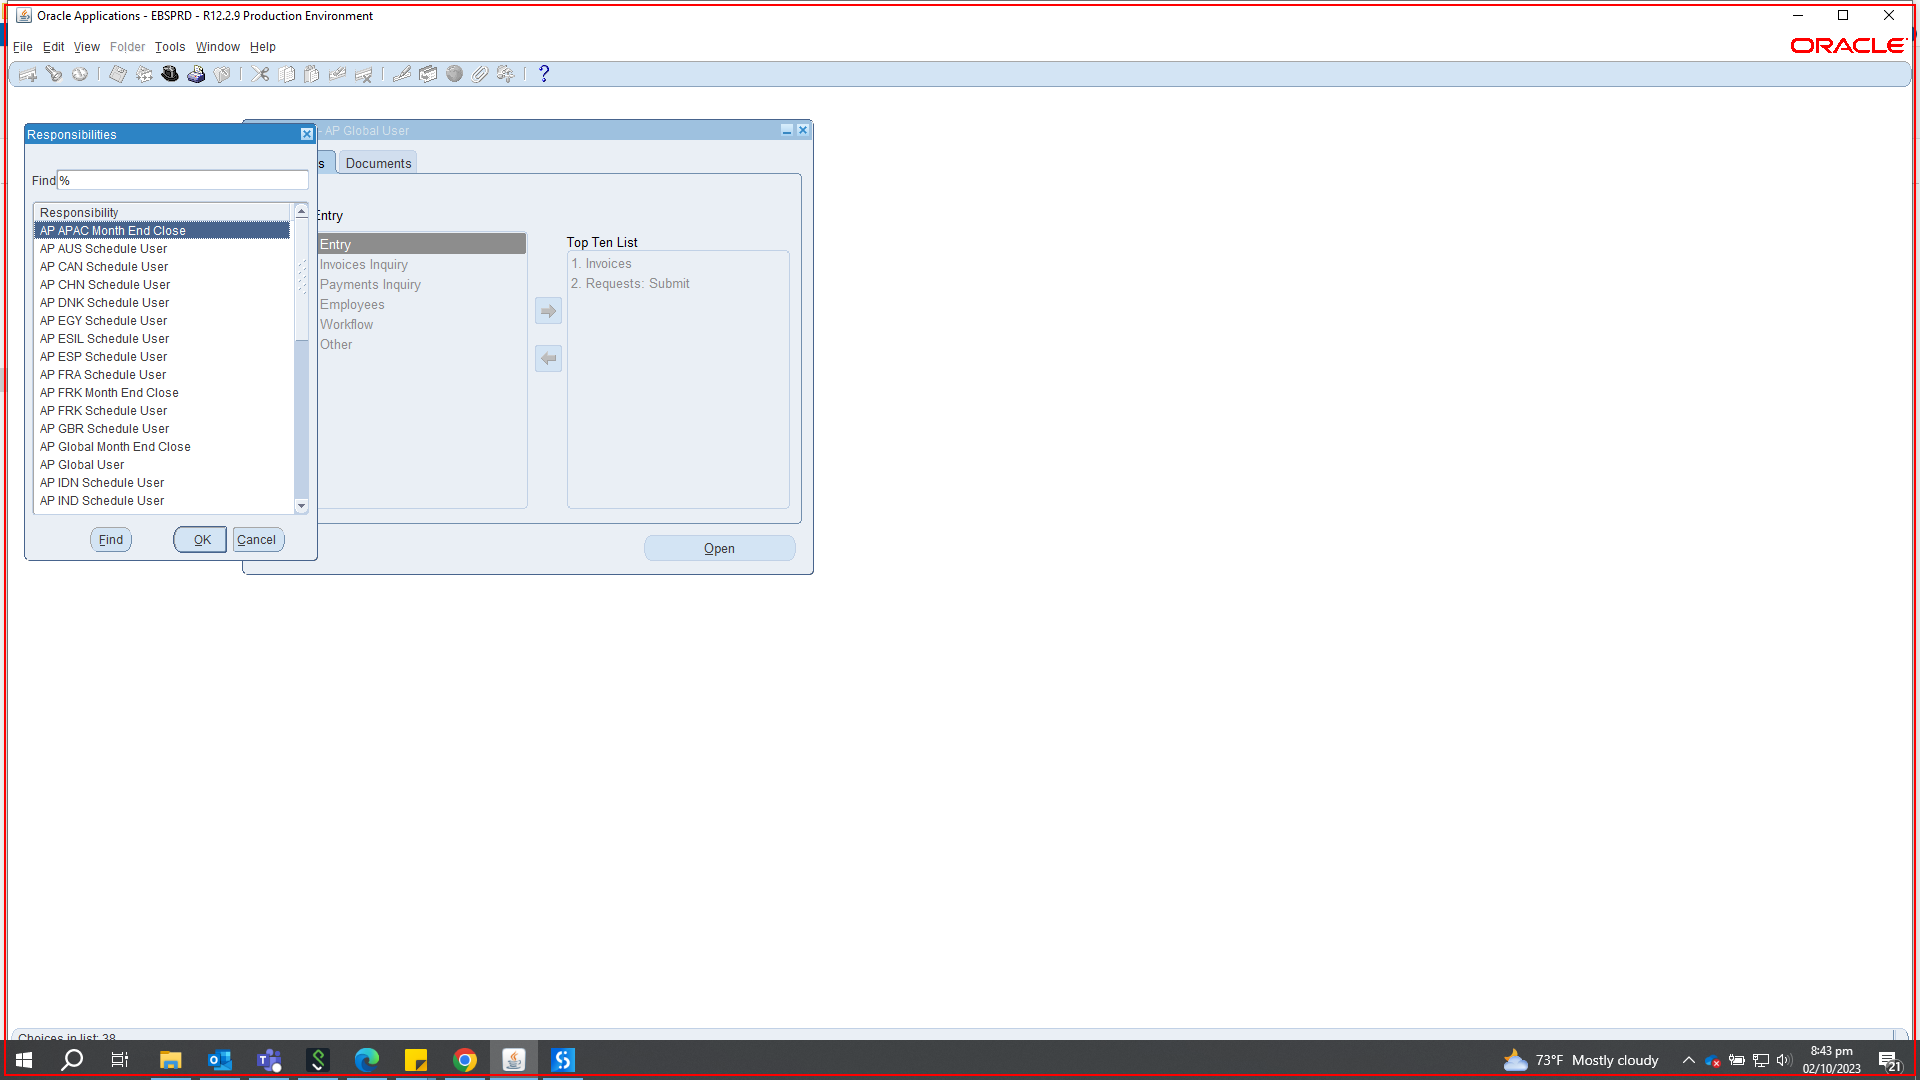 Oracle Applications - EBSPRD - R12.2.9 Production Environment
File Edit View Folder Tools Window Help
ORACLE
Responsibilities
- AP Global User
s
Documents
Find %
Responsibility
AP APAC Month End Close
AP AUS Schedule User
AP CAN Schedule User
AP CHN Schedule User
AP DNK Schedule User
AP EGY Schedule User
AP ESIL Schedule User
AP ESP Schedule User
AP FRA Schedule User
AP FRK Month End Close
AP FRK Schedule User
AP GBR Schedule User
AP Global Month End Close
AP Global User
AP IDN Schedule User
AP IND Schedule User
Find OK Cancel
Entry
Entry
Invoices Inquiry
Payments Inquiry
Employees
Workflow
Other
Top Ten List
1. Invoices
2. Requests: Submit
Open
Choices in list: 38
73°F Mostly cloudy
8:43 pm
02/10/2023
21